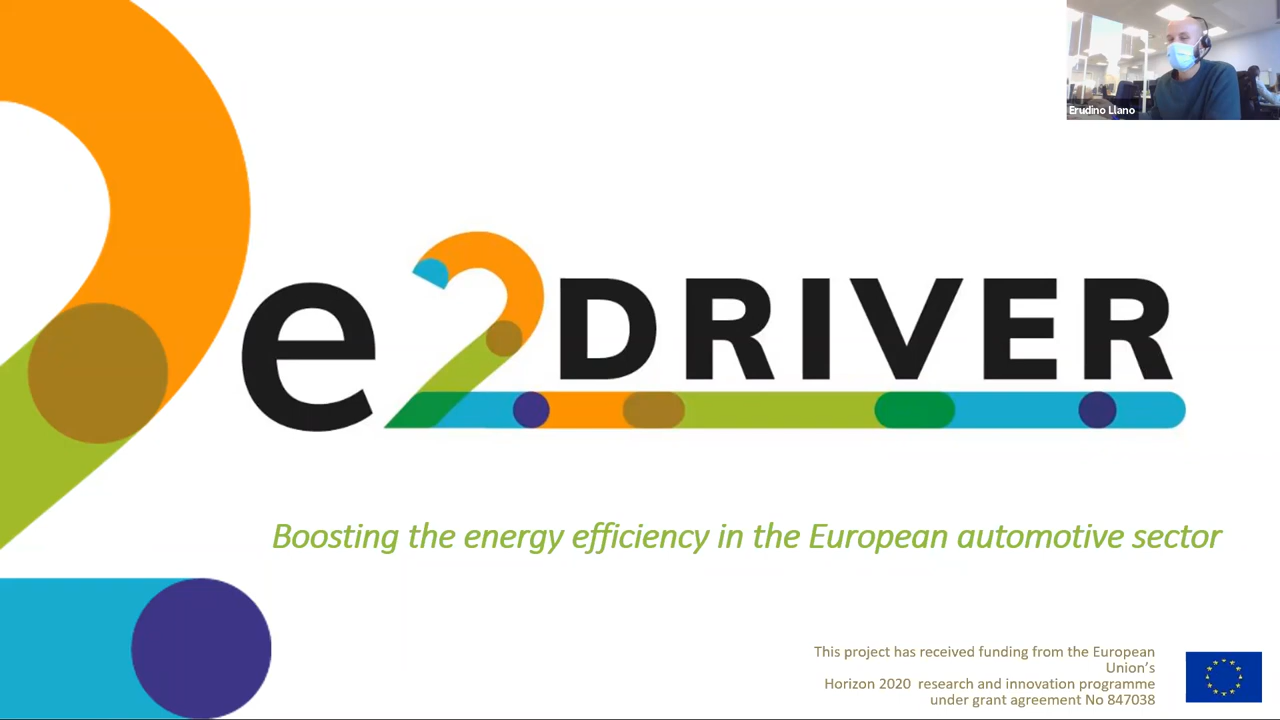 Erudino Llano
e2DRIVER
Boosting the energy efficiency in the European automotive sector
This project has received funding from the European
Union's
Horizon 2020 research and innovation programme
under grant agreement No 847038